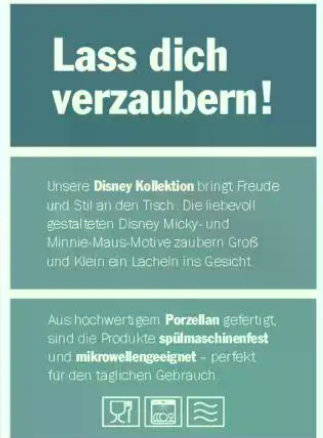 Lass dich
verzaubern!
Unsere Disney Kollektion bringt Freude
und Stil an den Tisch. Die liebevoll
gestalteten Disney Micky- und
Minnie-Maus-Motive zaubern Groß
und Klein ein Lächeln ins Gesicht.
Aus hochwertigem Porzellan gefertigt,
sind die Produkte spülmaschinenfest
und mikrowellengeeignet – perfekt
für den täglichen Gebrauch.